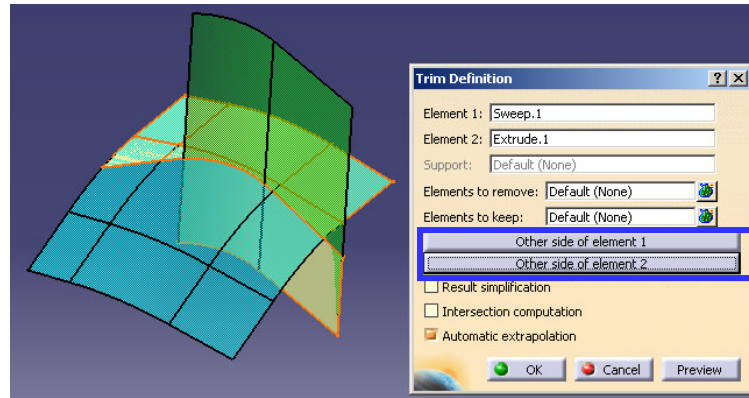 Trim Definition
? X
Element 1: Sweep.1
Element 2: Extrude.1
Support: Default (None)
Elements to remove: Default (None)
Elements to keep: Default (None)
Other side of element 1
Other side of element 2
Result simplification
Intersection computation
Automatic extrapolation
OK Cancel Preview